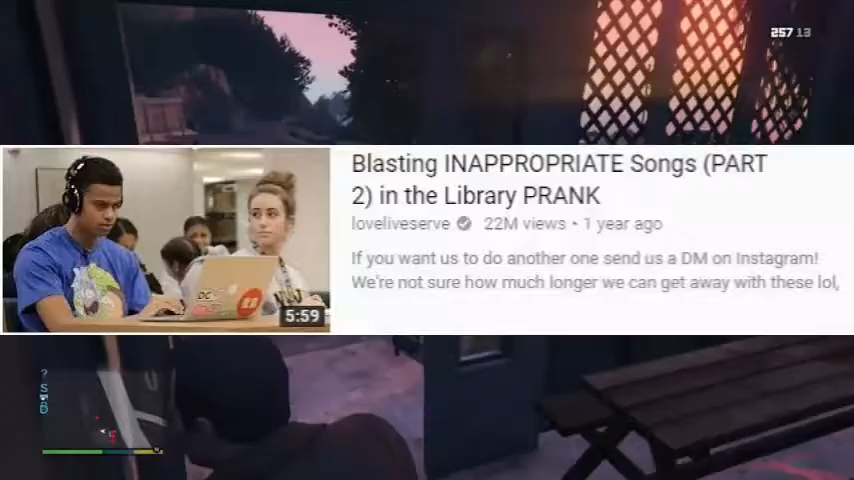 257 13
Blasting INAPPROPRIATE Songs (PART
2) in the Library PRANK
loveliveserve 22M views • 1 year ago
If you want us to do another one send us a DM on Instagram!
We're not sure how much longer we can get away with these lol,
5:59